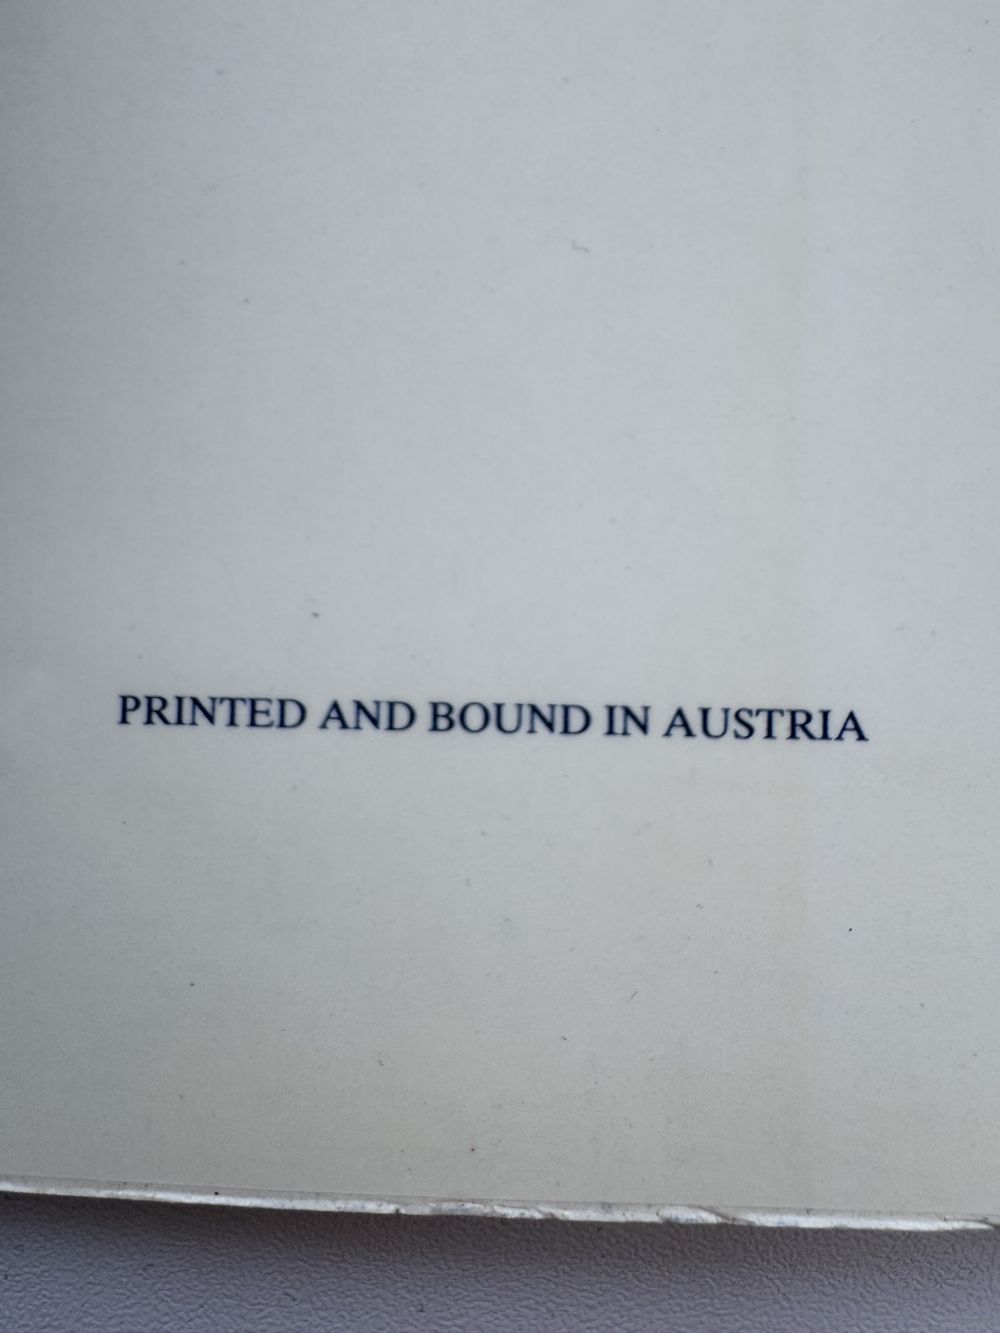 PRINTED AND BOUND IN AUSTRIA